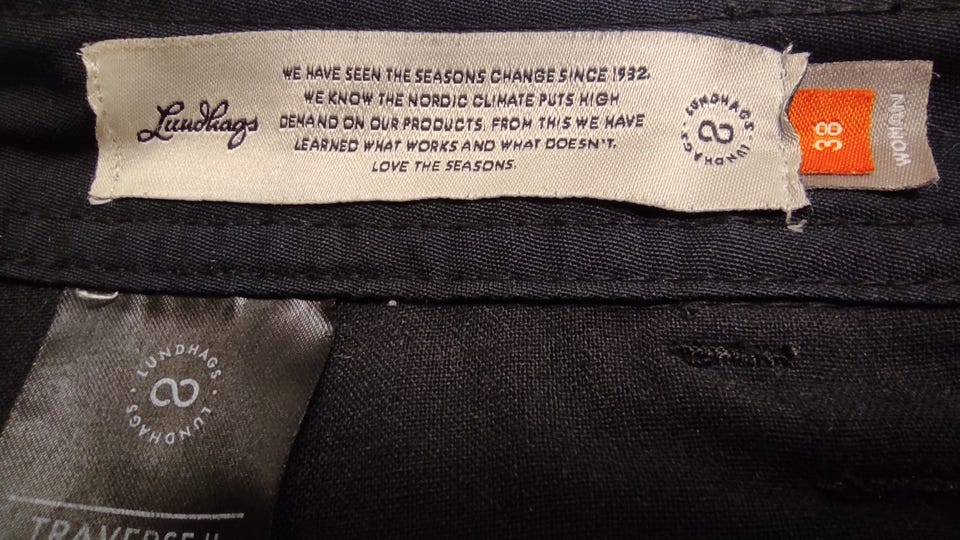 Lundhags
WE HAVE SEEN THE SEASONS CHANGE SINCE 1932.
WE KNOW THE NORDIC CLIMATE PUTS HIGH
DEMAND ON OUR PRODUCTS. FROM THIS WE HAVE
LEARNED WHAT WORKS AND WHAT DOESN'T.
LOVE THE SEASONS.
LUNDHAGS · LUNDHAGS ·
38
WOMAN
LUNDHAGS · LUNDHAGS ·
TRAVERSE II